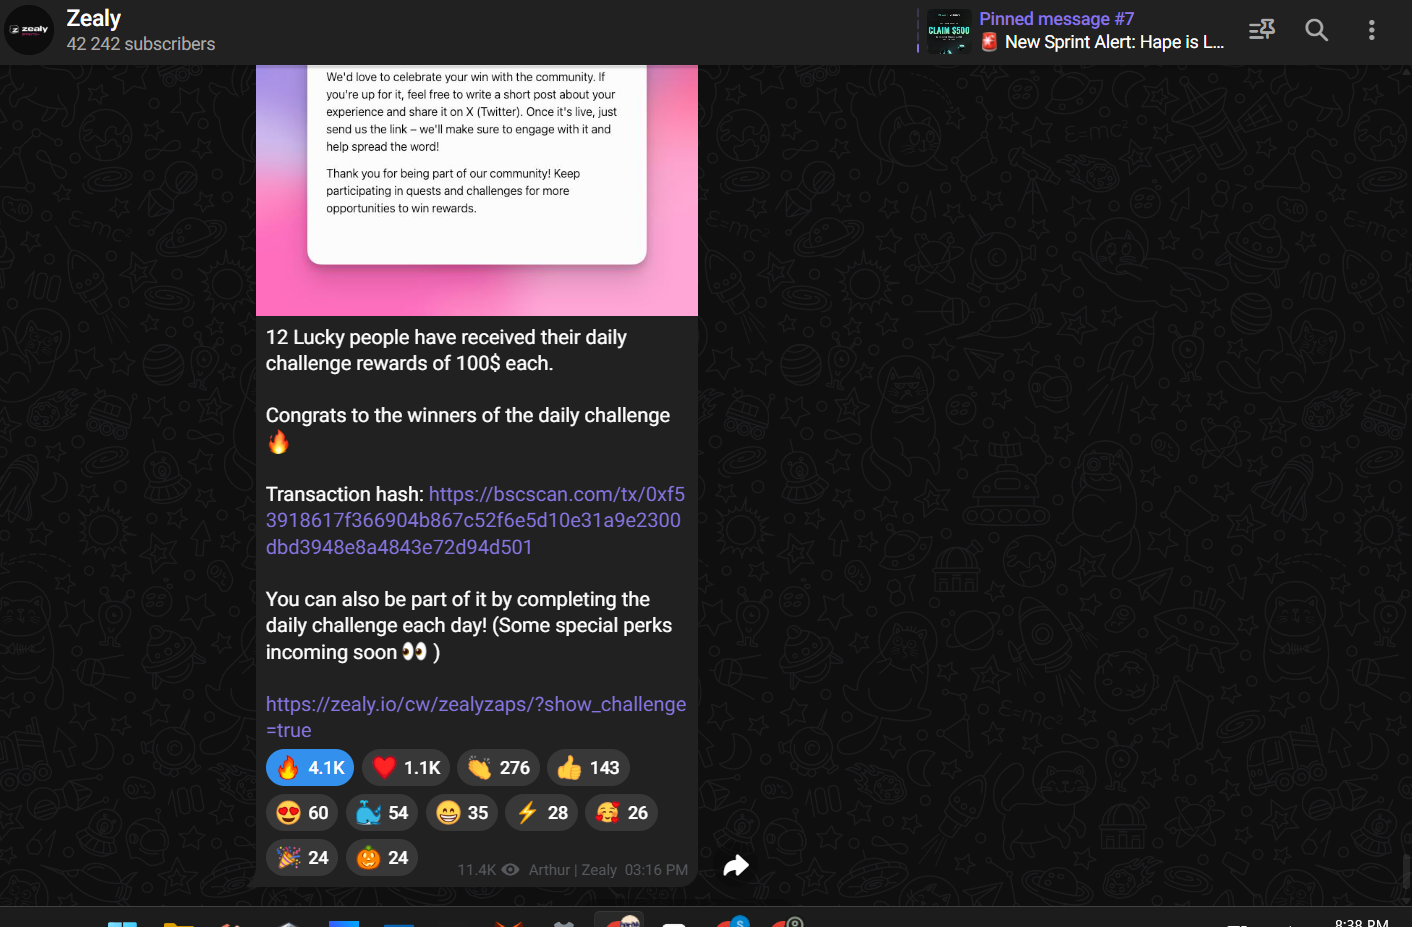 Zealy
42 242 subscribers
Pinned message #7
🚨 New Sprint Alert: Hape is L...
zealy
CLAIM $500
We'd love to celebrate your win with the community. If
you're up for it, feel free to write a short post about your
experience and share it on X (Twitter). Once it's live, just
send us the link – we'll make sure to engage with it and
help spread the word!
Thank you for being part of our community! Keep
participating in quests and challenges for more
opportunities to win rewards.
12 Lucky people have received their daily
challenge rewards of 100$ each.
Congrats to the winners of the daily challenge
🔥
Transaction hash: https://bscscan.com/tx/0xf5
3918617f366904b867c52f6e5d10e31a9e2300
dbd3948e8a4843e72d94d501
You can also be part of it by completing the
daily challenge each day! (Some special perks
incoming soon 👀 )
https://zealy.io/cw/zealyzaps/?show_challenge
=true
🔥 4.1K ❤️ 1.1K 👏 276 👍 143
😍 60 🐳 54 😁 35 ⚡ 28 🥰 26
🎉 24 🎃 24
11.4K Arthur | Zealy 03:16 PM
8:38 PM